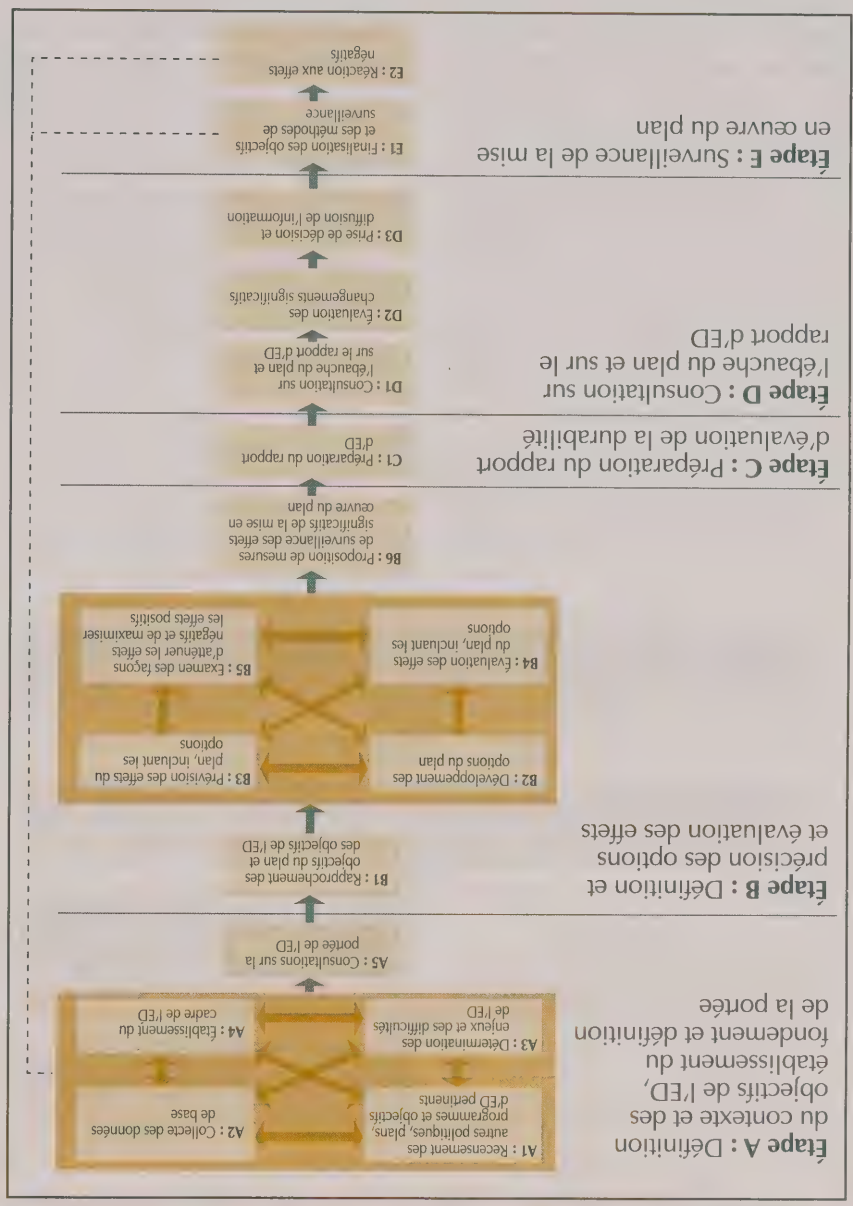 Étape A : Définition
du contexte et des
objectifs de l'ED,
établissement du
fondement et définition
de la portée
A1 : Recensement des
autres politiques, plans,
programmes et objectifs
d'ED pertinents
A2 : Collecte des données
de base
A3 : Détermination des
enjeux et des difficultés
de l'ED
A4 : Établissement du
cadre de l'ED
A5 : Consultations sur la
portée de l'ED
Étape B : Définition et
précision des options
et évaluation des effets
B1 : Rapprochement des
objectifs du plan et
des objectifs de l'ED
B2 : Développement des
options du plan
B3 : Prévision des effets du
plan, incluant les
options
B4 : Évaluation des effets
du plan, incluant les
options
B5 : Examen des façons
d'atténuer les effets
négatifs et de maximiser
les effets positifs
B6 : Proposition de mesures
de surveillance des effets
significatifs de la mise en
œuvre du plan
Étape C : Préparation du rapport
d'évaluation de la durabilité
C1 : Préparation du rapport
d'ED
Étape D : Consultation sur
l'ébauche du plan et sur le
rapport d'ED
D1 : Consultation sur
l'ébauche du plan et
sur le rapport d'ED
D2 : Évaluation des
changements significatifs
D3 : Prise de décision et
diffusion de l'information
Étape E : Surveillance de la mise
en œuvre du plan
E1 : Finalisation des objectifs
et des méthodes de
surveillance
E2 : Réaction aux effets
négatifs